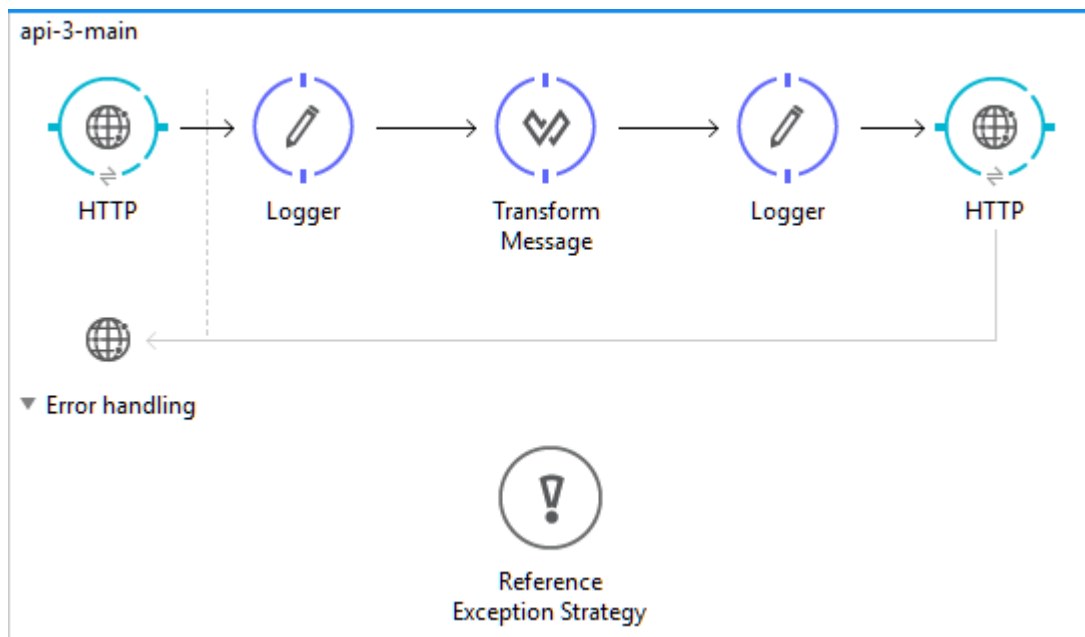 api-3-main
HTTP
Logger
Transform
Message
Logger
HTTP
Error handling
Reference
Exception Strategy